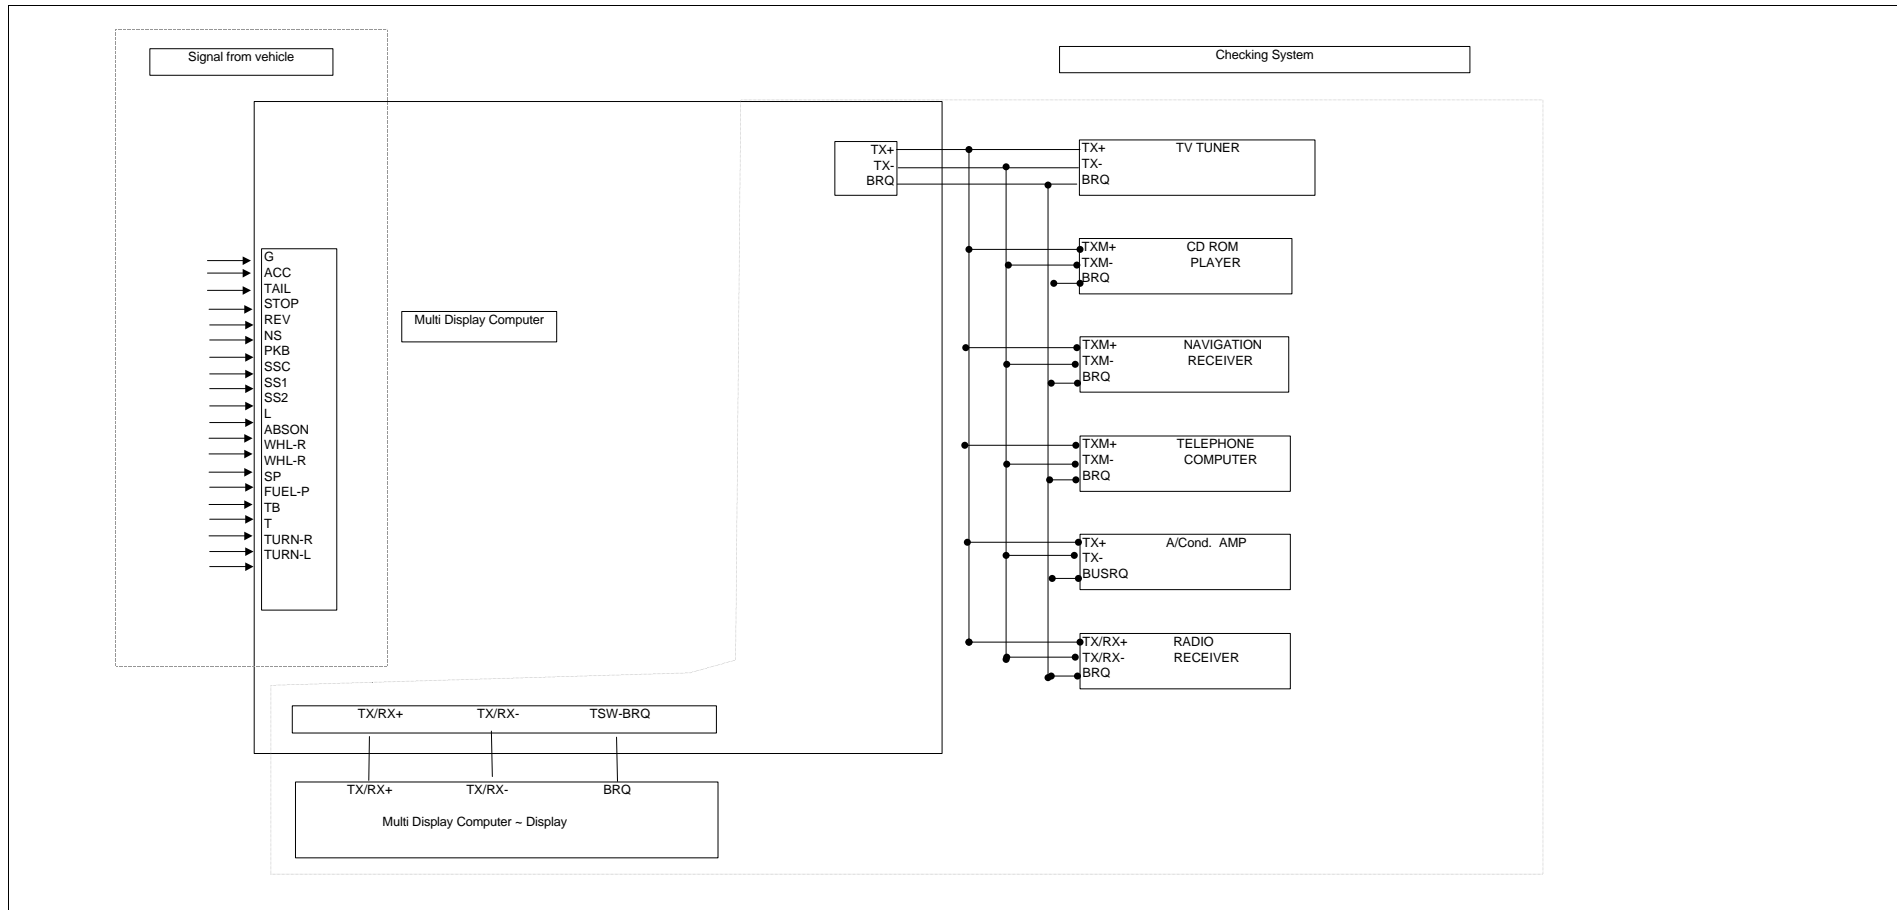 Signal from vehicle
Checking System
TX+
TX-
BRQ
TX+ TV TUNER
TX-
BRQ
TXM+ CD ROM
TXM- PLAYER
BRQ
G
ACC
TAIL
STOP
REV
NS
PKB
SSC
SS1
SS2
L
ABSON
WHL-R
WHL-R
SP
FUEL-P
TB
T
TURN-R
TURN-L
Multi Display Computer
TXM+ NAVIGATION
TXM- RECEIVER
BRQ
TXM+ TELEPHONE
TXM- COMPUTER
BRQ
TX+ A/Cond. AMP
TX-
BUSRQ
TX/RX+ RADIO
TX/RX- RECEIVER
BRQ
TX/RX+ TX/RX- TSW-BRQ
TX/RX+ TX/RX- BRQ
Multi Display Computer ~ Display